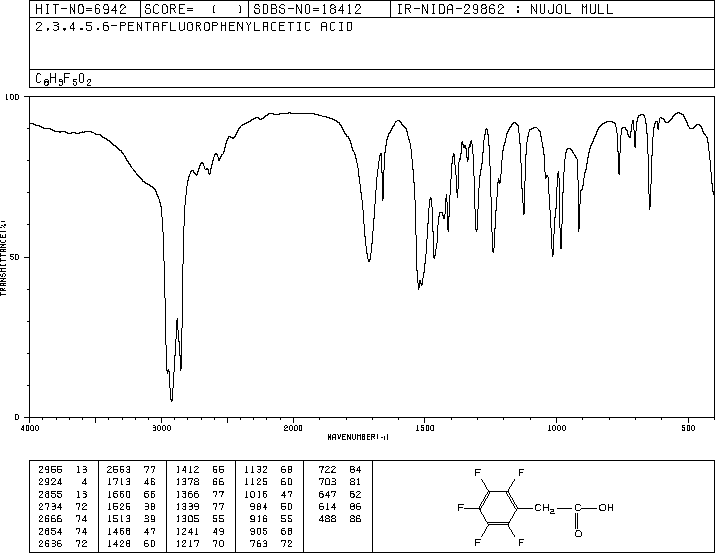 HIT-NO=6942 SCORE= ( ) SDBS-NO=18412 IR-NIDA-29862 : NUJOL MULL
2,3,4,5,6-PENTAFLUOROPHENYLACETIC ACID
C8H3F5O2
100
50
0
TRANSMITTANCE(%)
4000 3000 2000 1500 1000 500
WAVENUMBER(-1)
2955 13 2553 77 1412 55 1132 68 722 84
2924 4 1713 46 1378 66 1125 60 703 81
2855 13 1660 66 1366 77 1016 47 647 62
2734 72 1526 38 1339 77 984 50 614 86
2666 74 1513 39 1305 55 916 55 488 86
2654 74 1468 47 1241 49 905 68
2636 72 1428 60 1217 70 763 72
F F
F CH2 C OH
F F O